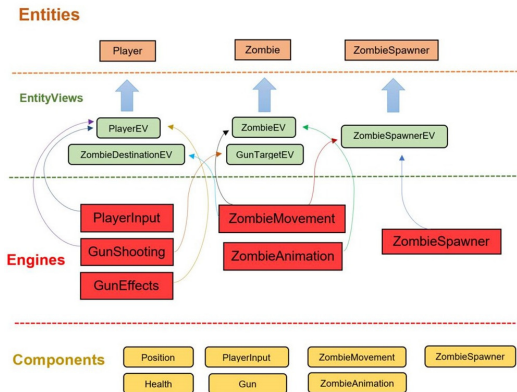 Entities
Player
Zombie
ZombieSpawner
EntityViews
PlayerEV
ZombieEV
ZombieSpawnerEV
ZombieDestinationEV
GunTargetEV
PlayerInput
ZombieMovement
GunShooting
ZombieSpawner
Engines
ZombieAnimation
GunEffects
Components
Position
PlayerInput
ZombieMovement
ZombieSpawner
Health
Gun
ZombieAnimation